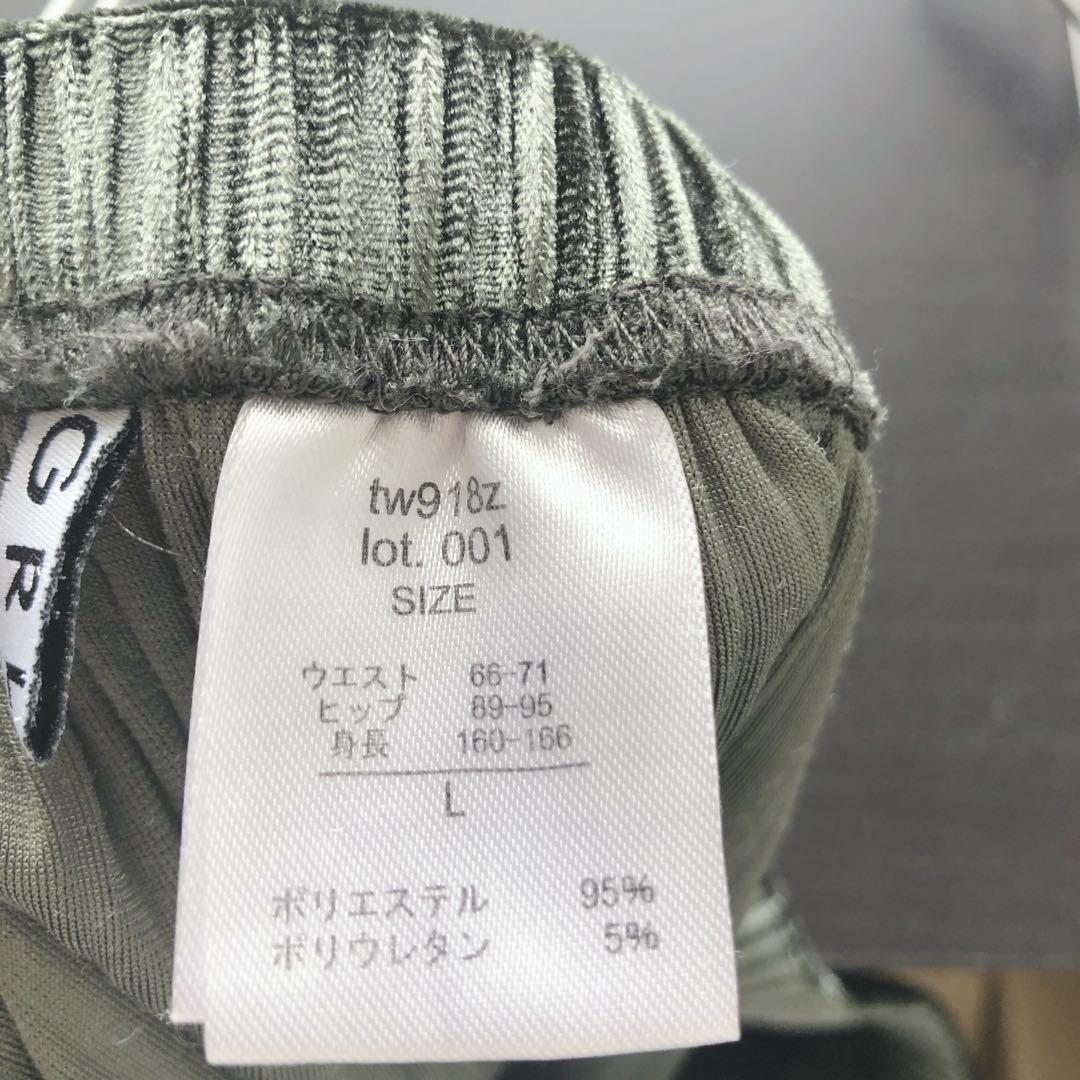 GR
tw918z
lot. 001
SIZE
ウエスト 66-71
ヒップ 89-95
身長 160-166
L
ポリエステル 95%
ポリウレタン 5%